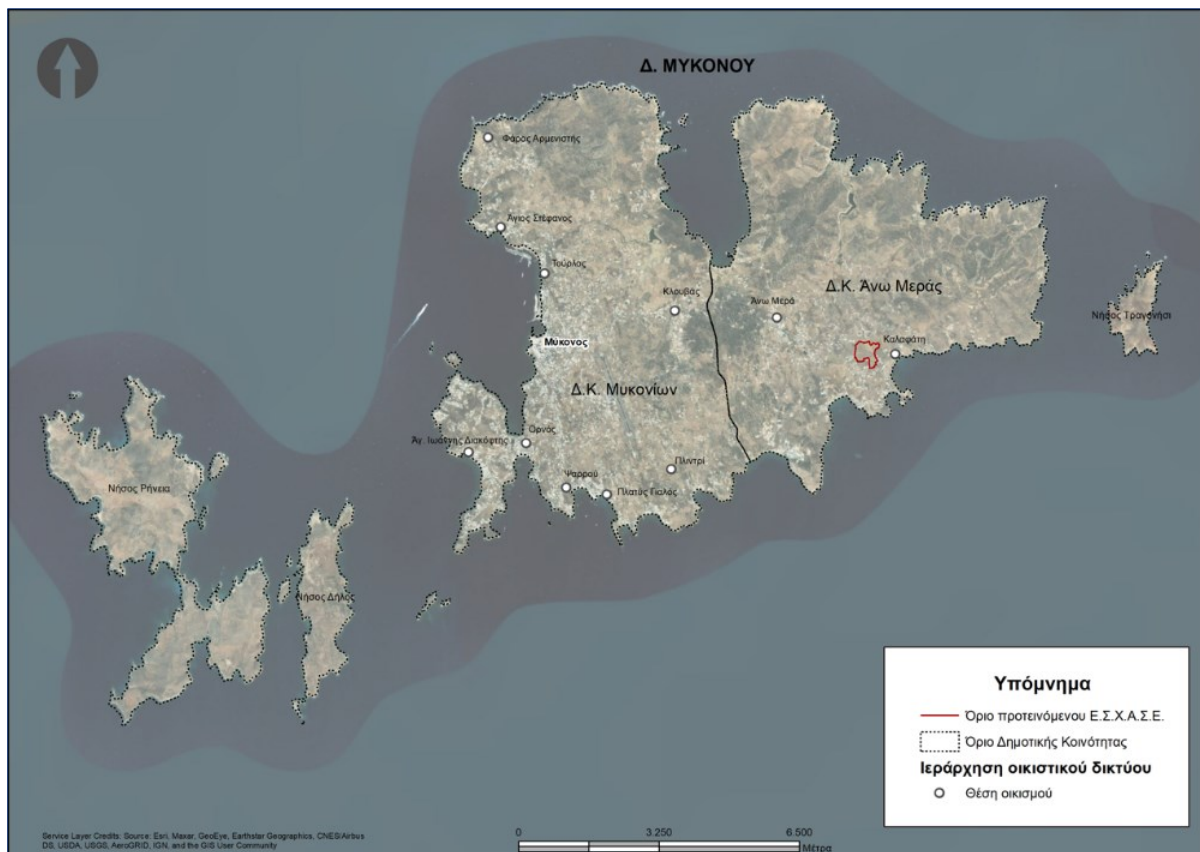 Δ. ΜΥΚΟΝΟΥ
Φάρος Αρμενιστής
Άγιος Στέφανος
Τούρλος
Κλουβάς
Άνω Μερά
Δ.Κ. Άνω Μεράς
Νήσος Τραγονήσι
Καλαφάτη
Μύκονος
Δ.Κ. Μυκονίων
Ορνός
Άγ. Ιωάννης Διακόφτης
Πλιντρί
Ψαρρού
Πλατύς Γιαλός
Νήσος Ρήνεια
Νήσος Δήλος
Υπόμνημα
Όριο προτεινόμενου Ε.Σ.Χ.Α.Σ.Ε.
Όριο Δημοτικής Κοινότητας
Ιεράρχηση οικιστικού δικτύου
Θέση οικισμού
0 3.250 6.500
Μέτρα
Service Layer Credits: Source: Esri, Maxar, GeoEye, Earthstar Geographics, CNES/Airbus
DS, USDA, USGS, AeroGRID, IGN, and the GIS User Community